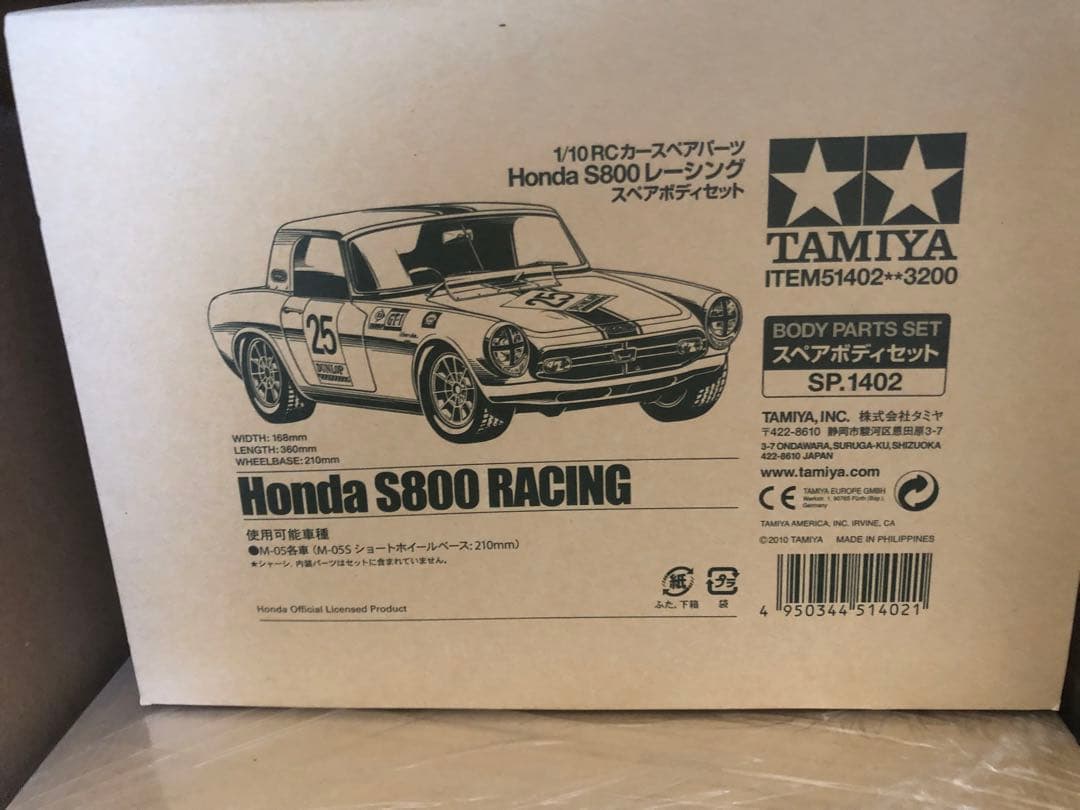 1/10 RCカースペアパーツ
Honda S800 レーシング
スペアボディセット
TAMIYA
ITEM51402**3200
BODY PARTS SET
スペアボディセット
SP.1402
TAMIYA, INC. 株式会社タミヤ
〒422-8610 静岡市駿河区恩田原3-7
3-7 ONDAWARA, SURUGA-KU, SHIZUOKA
422-8610 JAPAN
www.tamiya.com
CE TAMIYA EUROPE GMBH
Werkstr. 1, 90765 Fürth (Bay.),
Germany
TAMIYA AMERICA, INC. IRVINE, CA
©2010 TAMIYA MADE IN PHILIPPINES
4 950344 514021
25
GT-1
25
DUNLOP
WIDTH: 168mm
LENGTH: 360mm
WHEELBASE: 210mm
Honda S800 RACING
使用可能車種
●M-05各車 (M-05S ショートホイールベース: 210mm)
★シャーシ, 内装パーツはセットに含まれていません。
Honda Official Licensed Product
紙
ふた, 下箱
プラ
袋